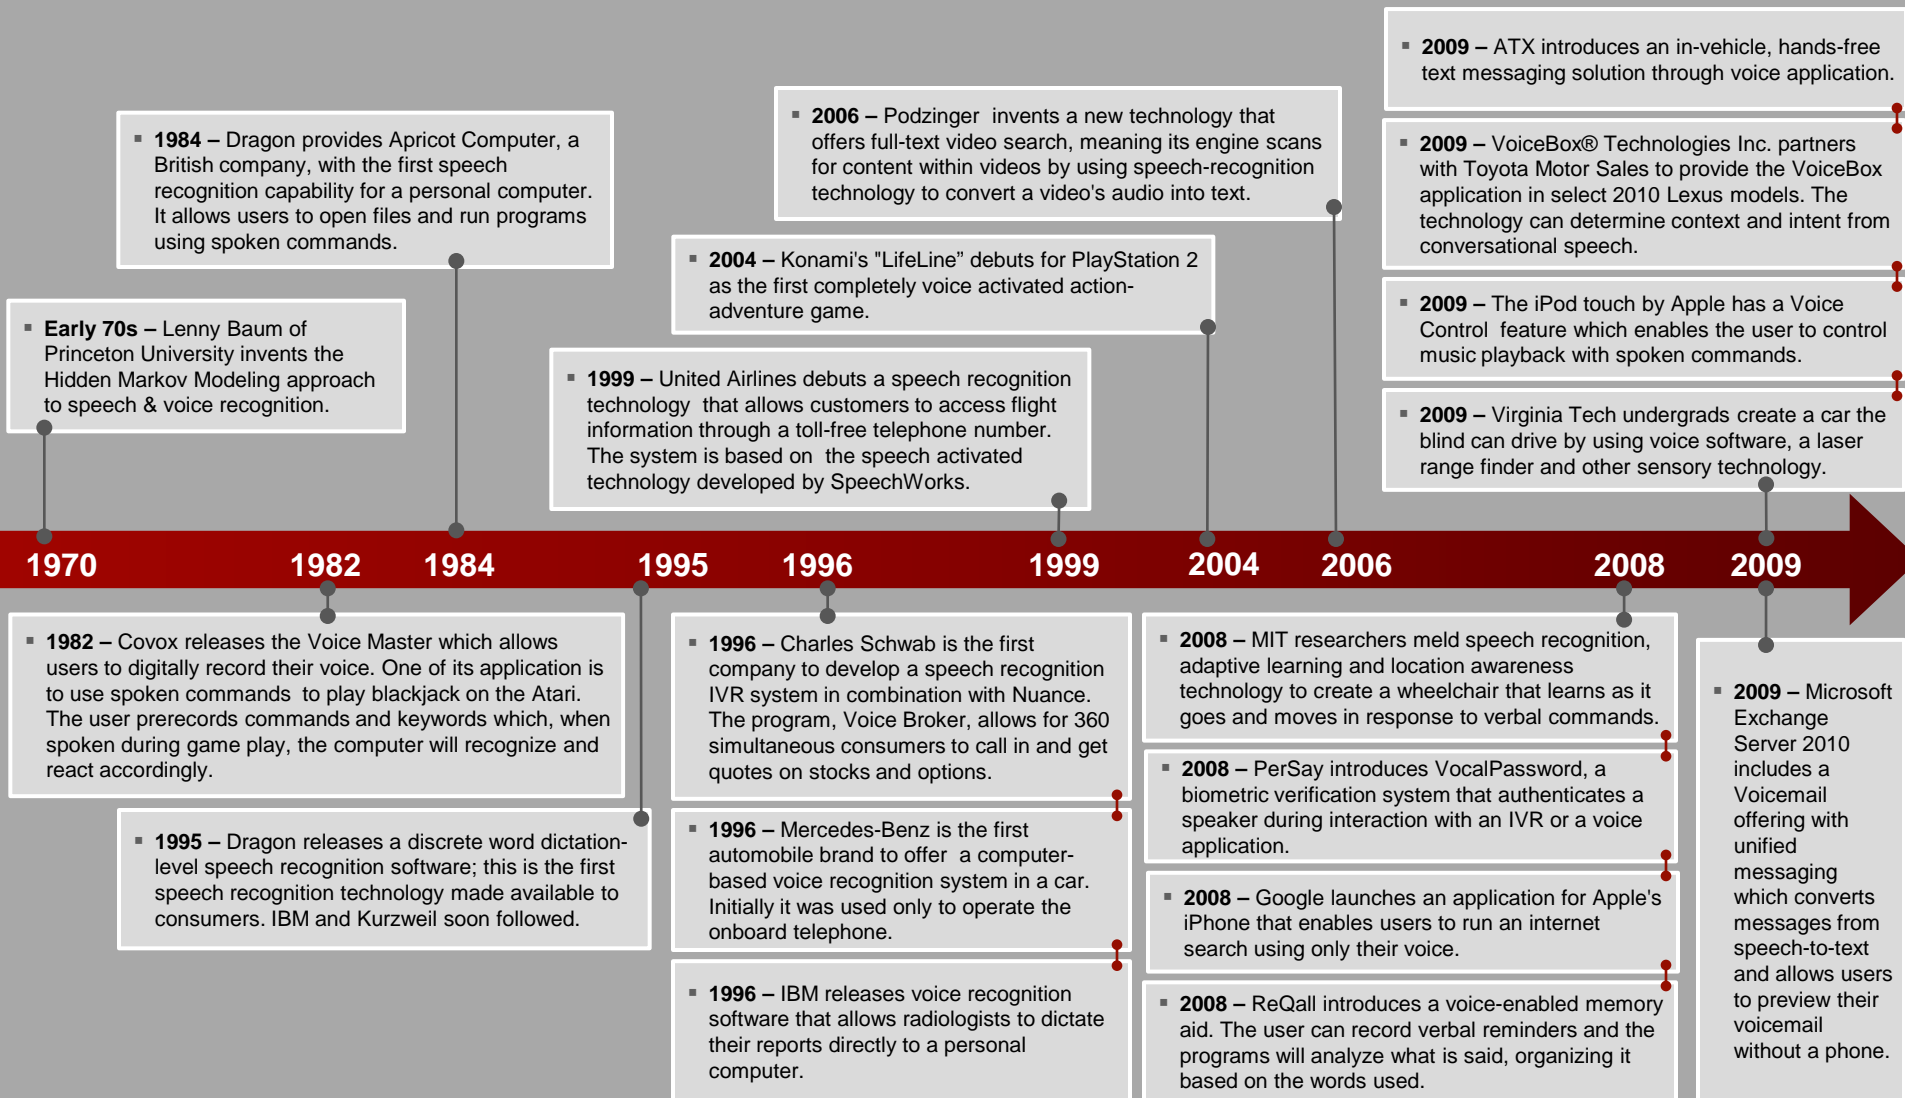 ▪ Early 70s – Lenny Baum of
Princeton University invents the
Hidden Markov Modeling approach
to speech & voice recognition.
▪ 1984 – Dragon provides Apricot Computer, a
British company, with the first speech
recognition capability for a personal computer.
It allows users to open files and run programs
using spoken commands.
▪ 1999 – United Airlines debuts a speech recognition
technology that allows customers to access flight
information through a toll-free telephone number.
The system is based on the speech activated
technology developed by SpeechWorks.
▪ 2004 – Konami's "LifeLine” debuts for PlayStation 2
as the first completely voice activated action-
adventure game.
▪ 2006 – Podzinger invents a new technology that
offers full-text video search, meaning its engine scans
for content within videos by using speech-recognition
technology to convert a video's audio into text.
▪ 2009 – ATX introduces an in-vehicle, hands-free
text messaging solution through voice application.
▪ 2009 – VoiceBox® Technologies Inc. partners
with Toyota Motor Sales to provide the VoiceBox
application in select 2010 Lexus models. The
technology can determine context and intent from
conversational speech.
▪ 2009 – The iPod touch by Apple has a Voice
Control feature which enables the user to control
music playback with spoken commands.
▪ 2009 – Virginia Tech undergrads create a car the
blind can drive by using voice software, a laser
range finder and other sensory technology.
1970 1982 1984 1995 1996 1999 2004 2006 2008 2009
▪ 1982 – Covox releases the Voice Master which allows
users to digitally record their voice. One of its application is
to use spoken commands to play blackjack on the Atari.
The user prerecords commands and keywords which, when
spoken during game play, the computer will recognize and
react accordingly.
▪ 1995 – Dragon releases a discrete word dictation-
level speech recognition software; this is the first
speech recognition technology made available to
consumers. IBM and Kurzweil soon followed.
▪ 1996 – Charles Schwab is the first
company to develop a speech recognition
IVR system in combination with Nuance.
The program, Voice Broker, allows for 360
simultaneous consumers to call in and get
quotes on stocks and options.
▪ 1996 – Mercedes-Benz is the first
automobile brand to offer a computer-
based voice recognition system in a car.
Initially it was used only to operate the
onboard telephone.
▪ 1996 – IBM releases voice recognition
software that allows radiologists to dictate
their reports directly to a personal
computer.
▪ 2008 – MIT researchers meld speech recognition,
adaptive learning and location awareness
technology to create a wheelchair that learns as it
goes and moves in response to verbal commands.
▪ 2008 – PerSay introduces VocalPassword, a
biometric verification system that authenticates a
speaker during interaction with an IVR or a voice
application.
▪ 2008 – Google launches an application for Apple's
iPhone that enables users to run an internet
search using only their voice.
▪ 2008 – ReQall introduces a voice-enabled memory
aid. The user can record verbal reminders and the
programs will analyze what is said, organizing it
based on the words used.
▪ 2009 – Microsoft
Exchange
Server 2010
includes a
Voicemail
offering with
unified
messaging
which converts
messages from
speech-to-text
and allows users
to preview their
voicemail
without a phone.